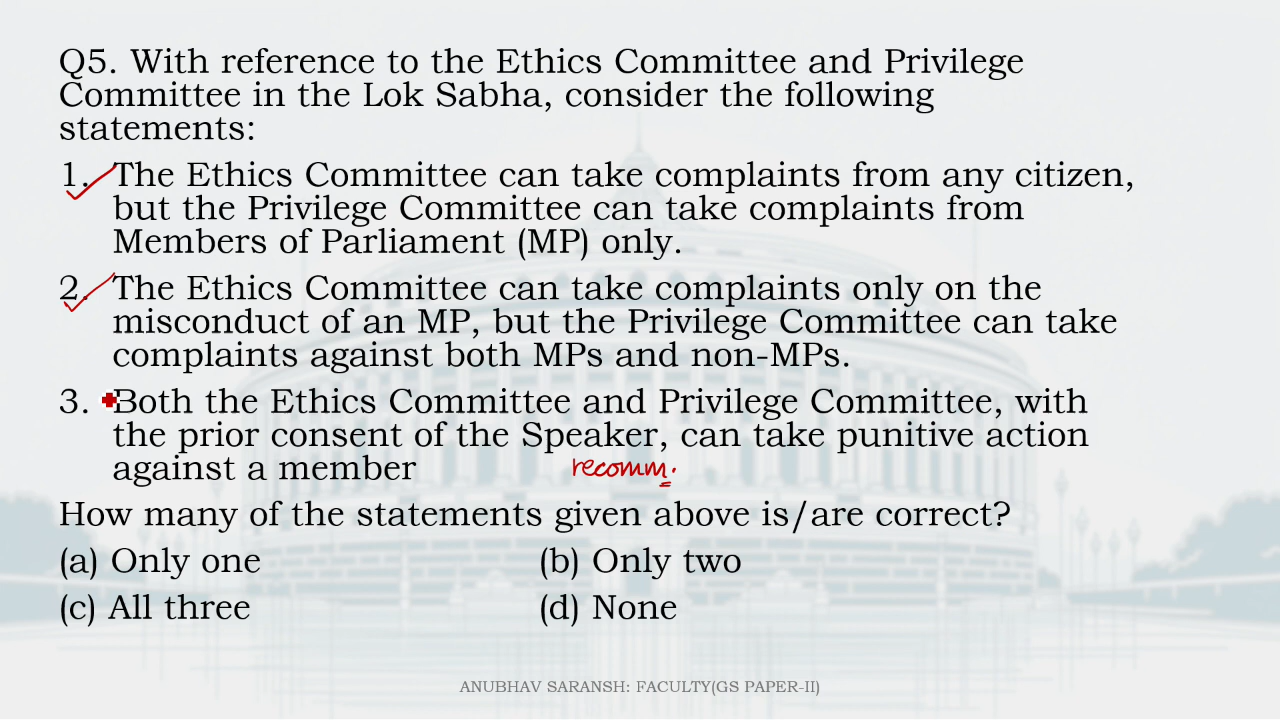 Q5. With reference to the Ethics Committee and Privilege
Committee in the Lok Sabha, consider the following
statements:
1. The Ethics Committee can take complaints from any citizen,
but the Privilege Committee can take complaints from
Members of Parliament (MP) only.
2. The Ethics Committee can take complaints only on the
misconduct of an MP, but the Privilege Committee can take
complaints against both MPs and non-MPs.
3. Both the Ethics Committee and Privilege Committee, with
the prior consent of the Speaker, can take punitive action
against a member
recomm.
How many of the statements given above is/are correct?
(a) Only one (b) Only two
(c) All three (d) None
ANUBHAV SARANSH: FACULTY(GS PAPER-II)